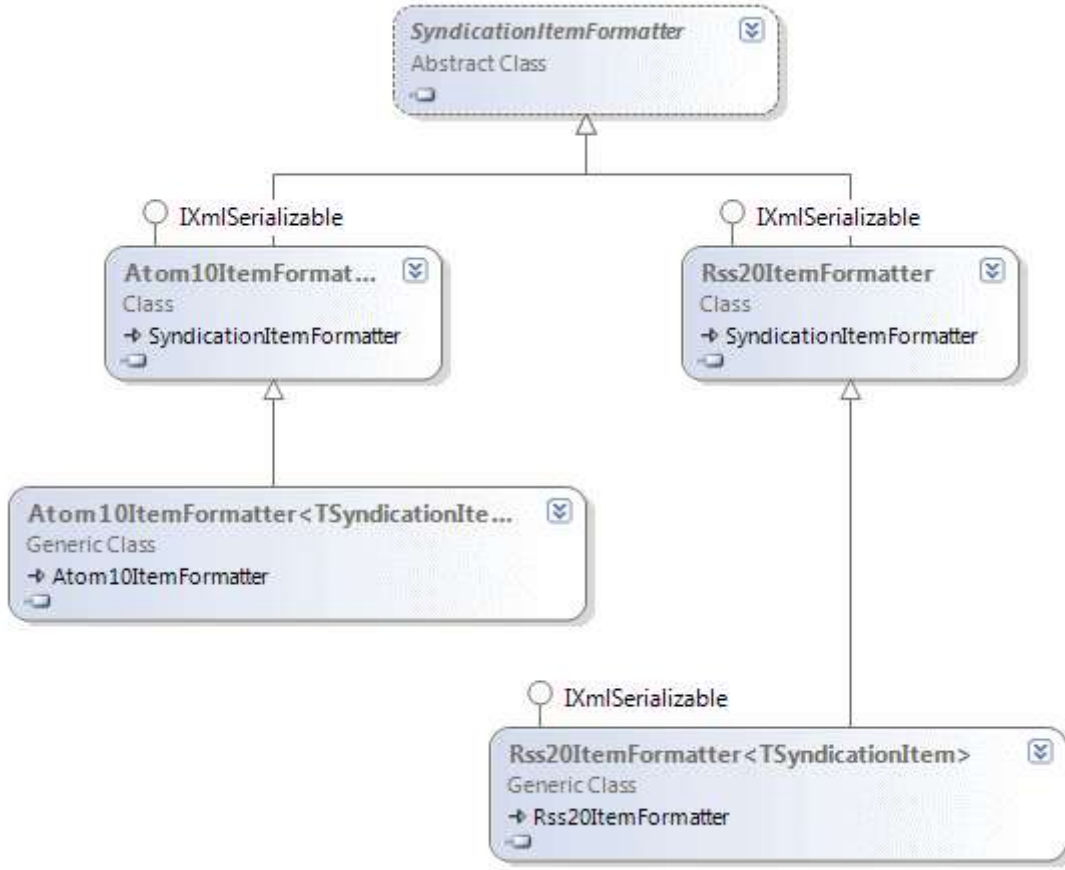 SyndicationItemFormatter
Abstract Class
IXmlSerializable
IXmlSerializable
Atom10ItemFormat...
Class
SyndicationItemFormatter
Rss20ItemFormatter
Class
SyndicationItemFormatter
Atom10ItemFormatter<TSyndicationIte...
Generic Class
Atom10ItemFormatter
IXmlSerializable
Rss20ItemFormatter<TSyndicationItem>
Generic Class
Rss20ItemFormatter